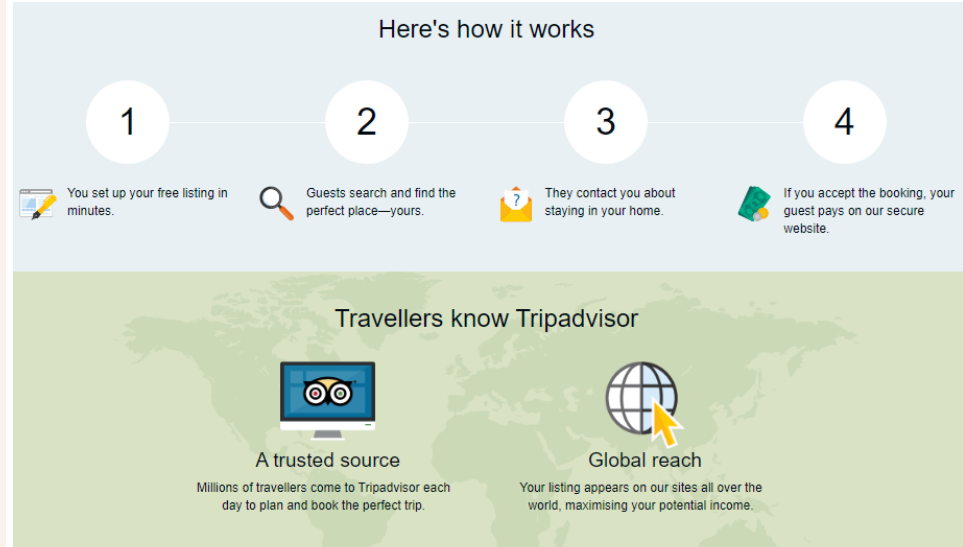 Here's how it works
1
2
3
4
You set up your free listing in
minutes.
Guests search and find the
perfect place—yours.
?
They contact you about
staying in your home.
If you accept the booking, your
guest pays on our secure
website.
Travellers know Tripadvisor
A trusted source
Millions of travellers come to Tripadvisor each
day to plan and book the perfect trip.
Global reach
Your listing appears on our sites all over the
world, maximising your potential income.